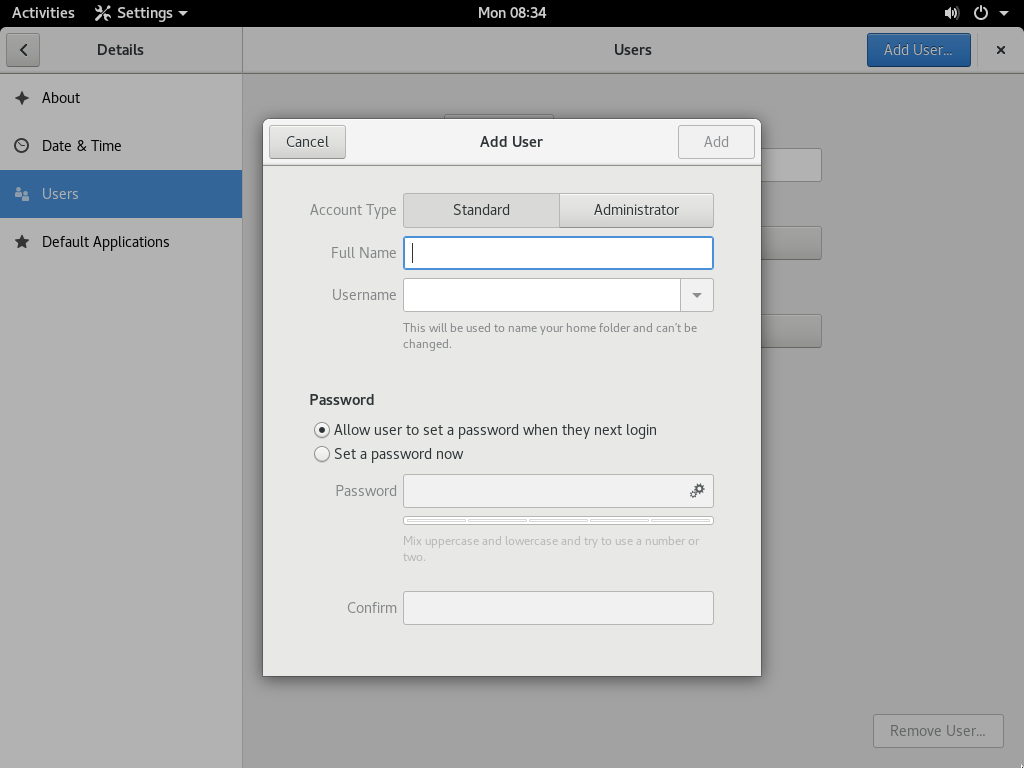 Activities Settings Mon 08:34
Details Users Add User...
About
Date & Time
Users
Default Applications
Cancel Add User Add
Account Type Standard Administrator
Full Name
Username
This will be used to name your home folder and can't be
changed.
Password
Allow user to set a password when they next login
Set a password now
Password
Mix uppercase and lowercase and try to use a number or
two.
Confirm
Remove User...